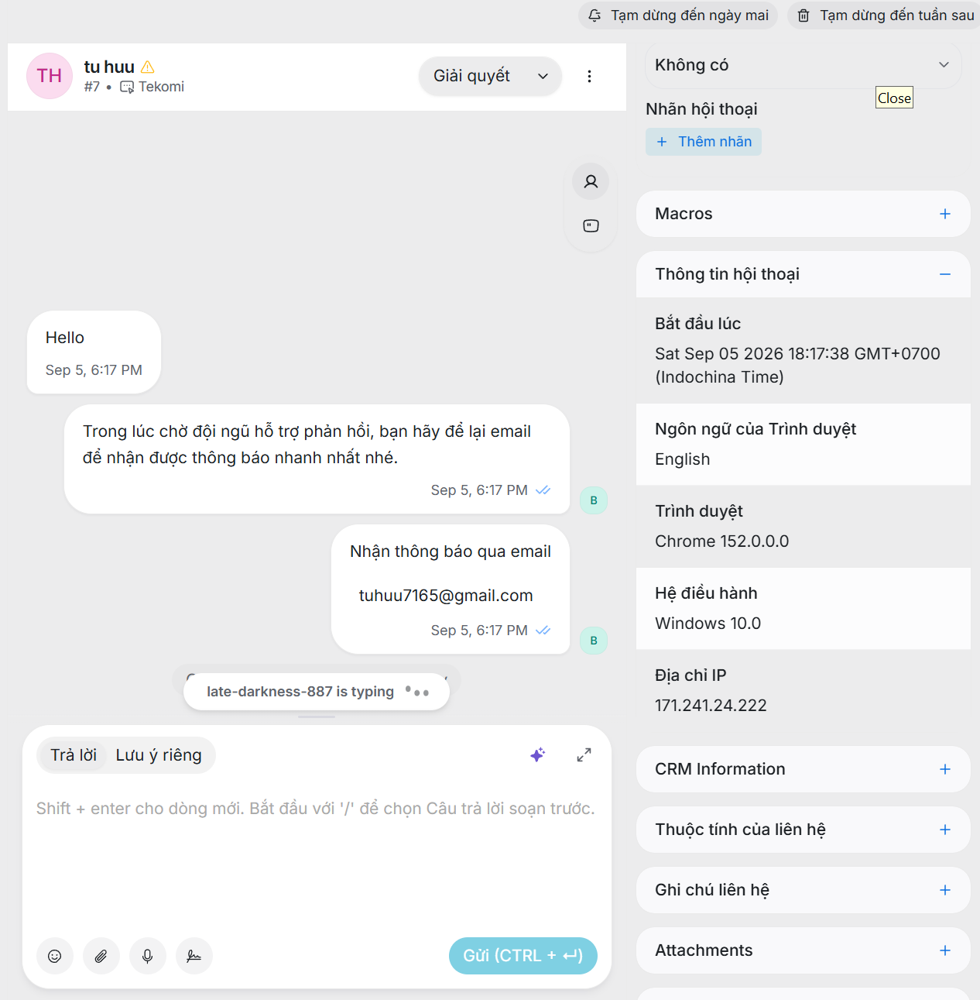 Tạm dừng đến ngày mai
Tạm dừng đến tuần sau
TH
tu huu
#7 • Tekomi
Giải quyết
Hello
Sep 5, 6:17 PM
Trong lúc chờ đội ngũ hỗ trợ phản hồi, bạn hãy để lại email
để nhận được thông báo nhanh nhất nhé.
Sep 5, 6:17 PM
B
Nhận thông báo qua email
tuhuu7165@gmail.com
Sep 5, 6:17 PM
B
late-darkness-887 is typing
Trả lời
Lưu ý riêng
Shift + enter cho dòng mới. Bắt đầu với '/' để chọn Câu trả lời soạn trước.
Gửi (CTRL + ↵)
Không có
Close
Nhãn hội thoại
+ Thêm nhãn
Macros
Thông tin hội thoại
Bắt đầu lúc
Sat Sep 05 2026 18:17:38 GMT+0700
(Indochina Time)
Ngôn ngữ của Trình duyệt
English
Trình duyệt
Chrome 152.0.0.0
Hệ điều hành
Windows 10.0
Địa chỉ IP
171.241.24.222
CRM Information
Thuộc tính của liên hệ
Ghi chú liên hệ
Attachments